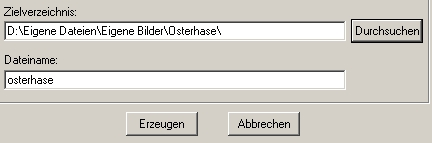 Zielverzeichnis:
D:\Eigene Dateien\Eigene Bilder\Osterhase\
Durchsuchen
Dateiname:
osterhase
Erzeugen
Abbrechen